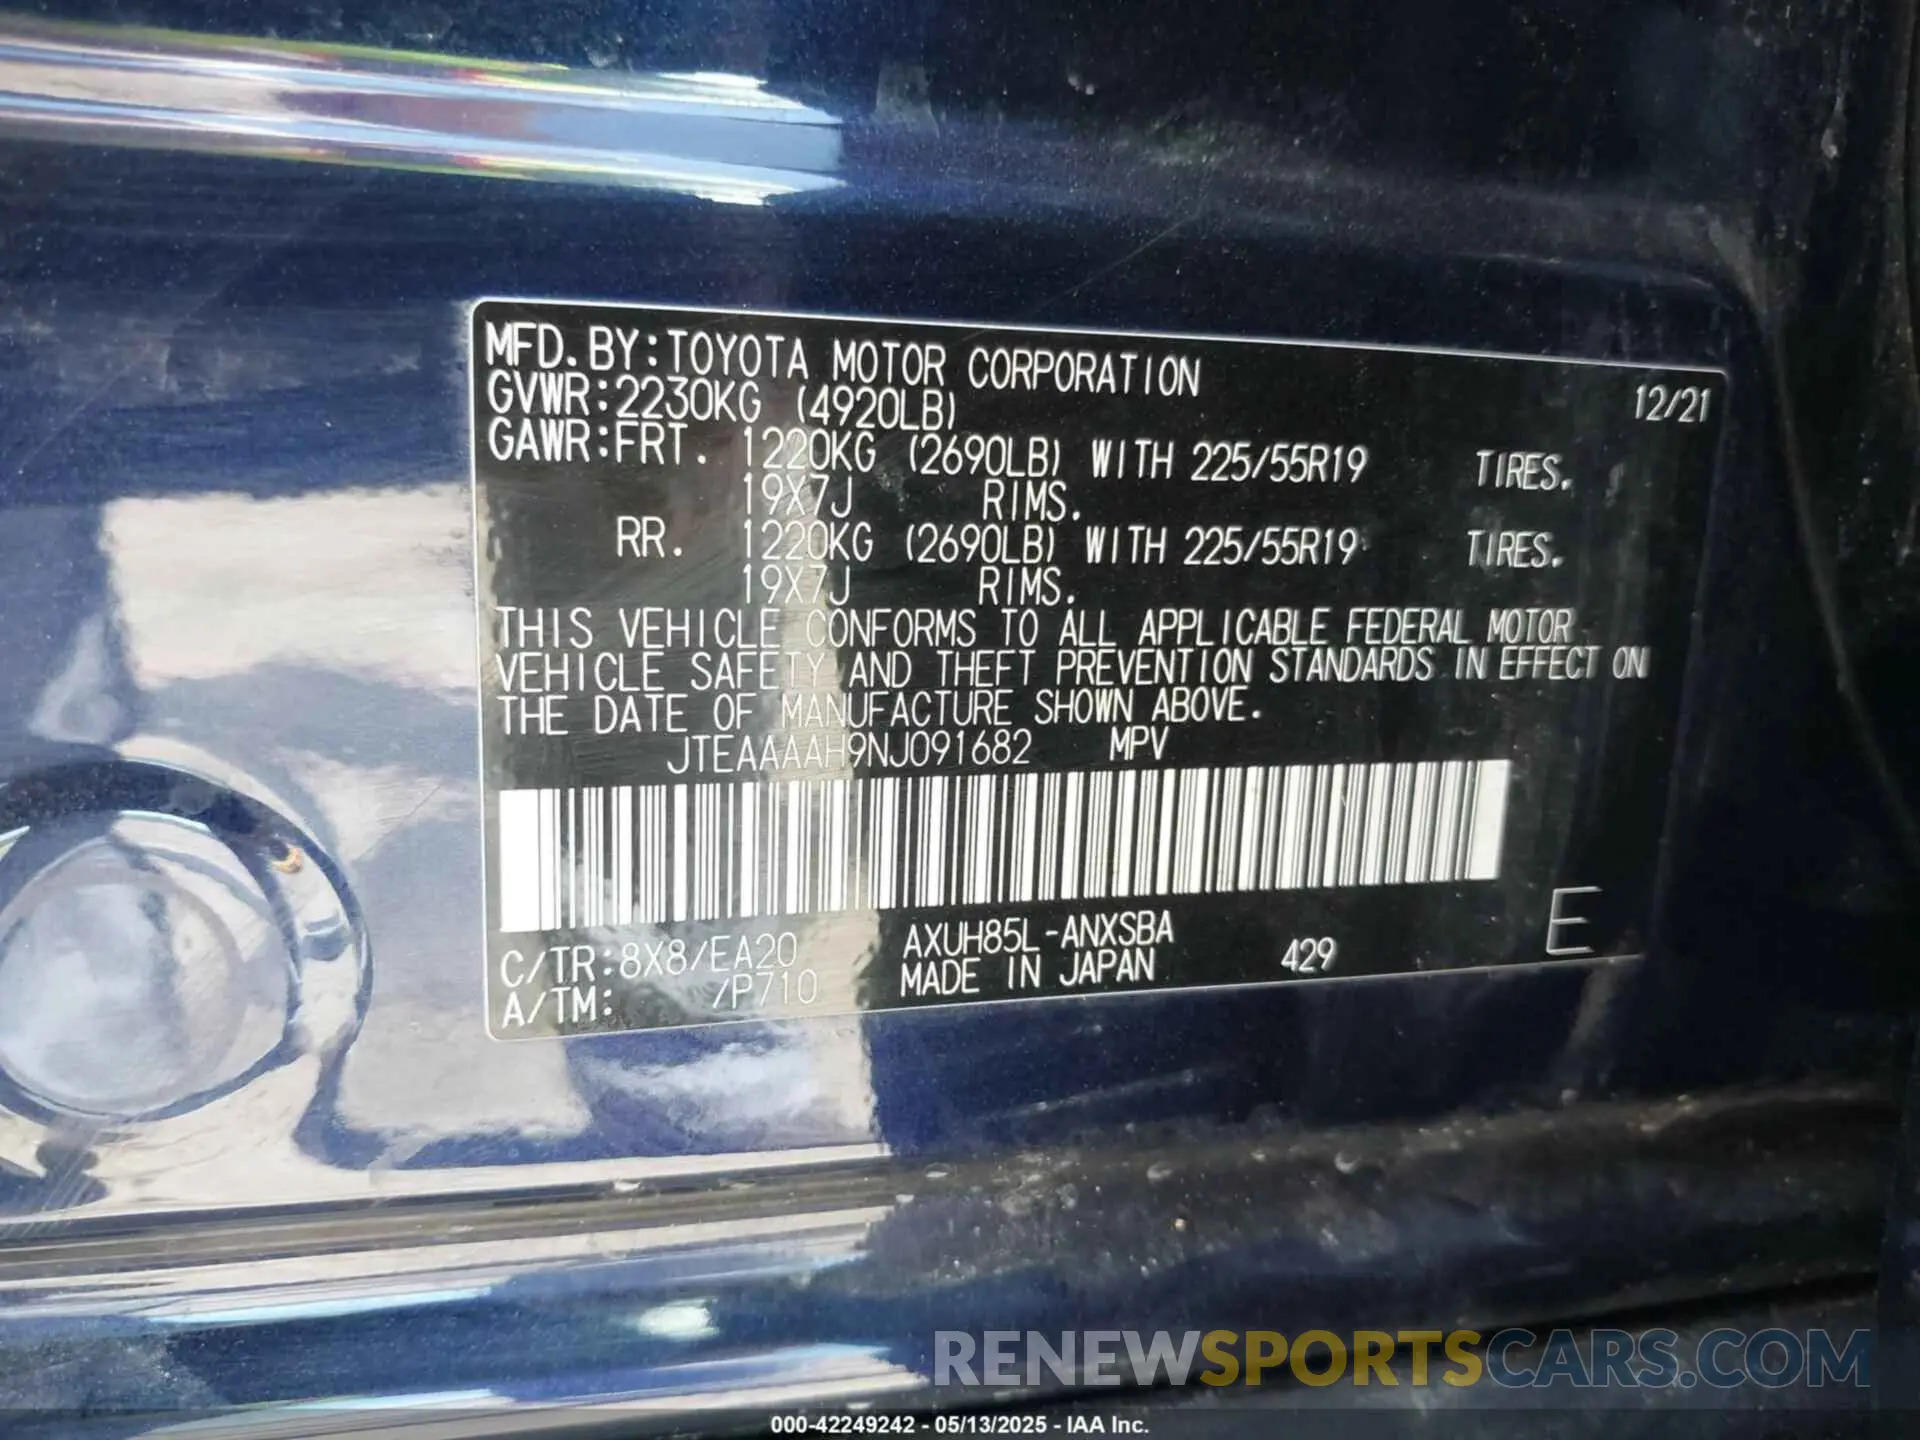 MFD. BY:TOYOTA MOTOR CORPORATION 12/21
GVWR:2230KG (4920LB)
GAWR:FRT. 1220KG (2690LB) WITH 225/55R19 TIRES.
19X7J RIMS.
RR. 1220KG (2690LB) WITH 225/55R19 TIRES.
19X7J RIMS.
THIS VEHICLE CONFORMS TO ALL APPLICABLE FEDERAL MOTOR
VEHICLE SAFETY AND THEFT PREVENTION STANDARDS IN EFFECT ON
THE DATE OF MANUFACTURE SHOWN ABOVE.
JTEAAAAH9NJ091682 MPV
C/TR:8X8/EA20 AXUH85L-ANXSBA 429 E
A/TM: /P710 MADE IN JAPAN
RENEWSPORTSCARS.COM
000-42249242 - 05/13/2025 - IAA Inc.